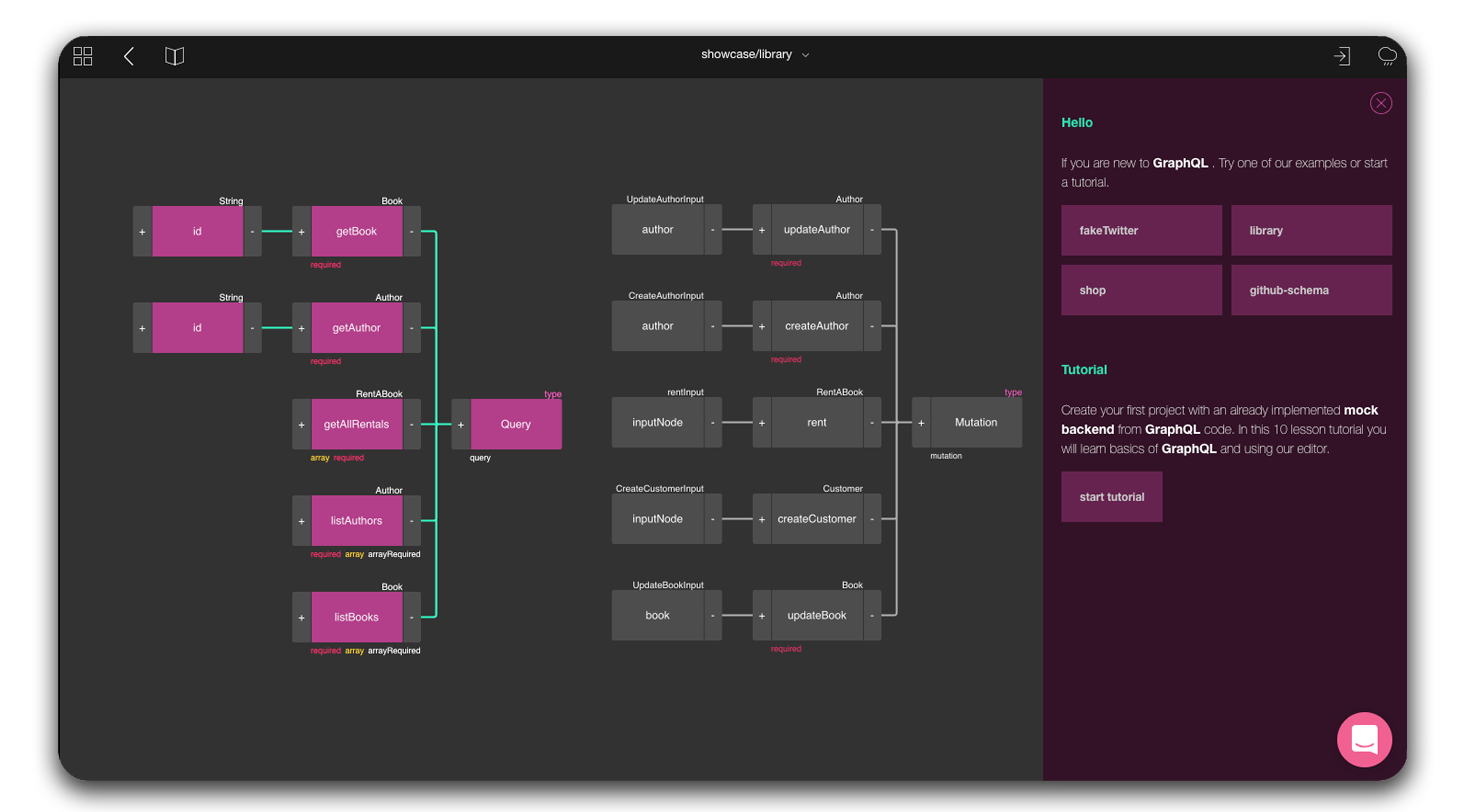 showcase/library
String
+ id -
Book
+ getBook -
required
String
+ id -
Author
+ getAuthor -
required
RentABook
+ getAllRentals -
array required
Author
+ listAuthors -
required array arrayRequired
Book
+ listBooks -
required array arrayRequired
type
+ Query
query
UpdateAuthorInput
author -
Author
+ updateAuthor -
required
CreateAuthorInput
author -
Author
+ createAuthor -
required
rentInput
inputNode -
RentABook
+ rent -
CreateCustomerInput
inputNode -
Customer
+ createCustomer -
UpdateBookInput
book -
Book
+ updateBook -
required
type
+ Mutation
mutation
Hello
If you are new to GraphQL . Try one of our examples or start
a tutorial.
fakeTwitter
library
shop
github-schema
Tutorial
Create your first project with an already implemented mock
backend from GraphQL code. In this 10 lesson tutorial you
will learn basics of GraphQL and using our editor.
start tutorial